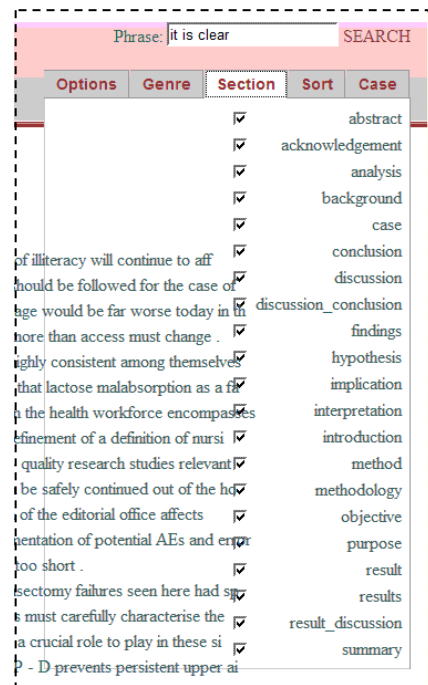 Phrase: it is clear SEARCH
Options Genre Section Sort Case
abstract
acknowledgement
analysis
background
case
conclusion
of illiteracy will continue to aff
discussion
hould be followed for the case of
discussion_conclusion
age would be far worse today in th
findings
more than access must change .
hypothesis
ighly consistent among themselves
implication
that lactose malabsorption as a fa
interpretation
n the health workforce encompasses
introduction
efinement of a definition of nursi
method
quality research studies relevant
methodology
be safely continued out of the ho
objective
of the editorial office affects
purpose
mentation of potential AEs and error
result
too short .
results
sectomy failures seen here had sp
result_discussion
s must carefully characterise the
summary
a crucial role to play in these si
P - D prevents persistent upper ai